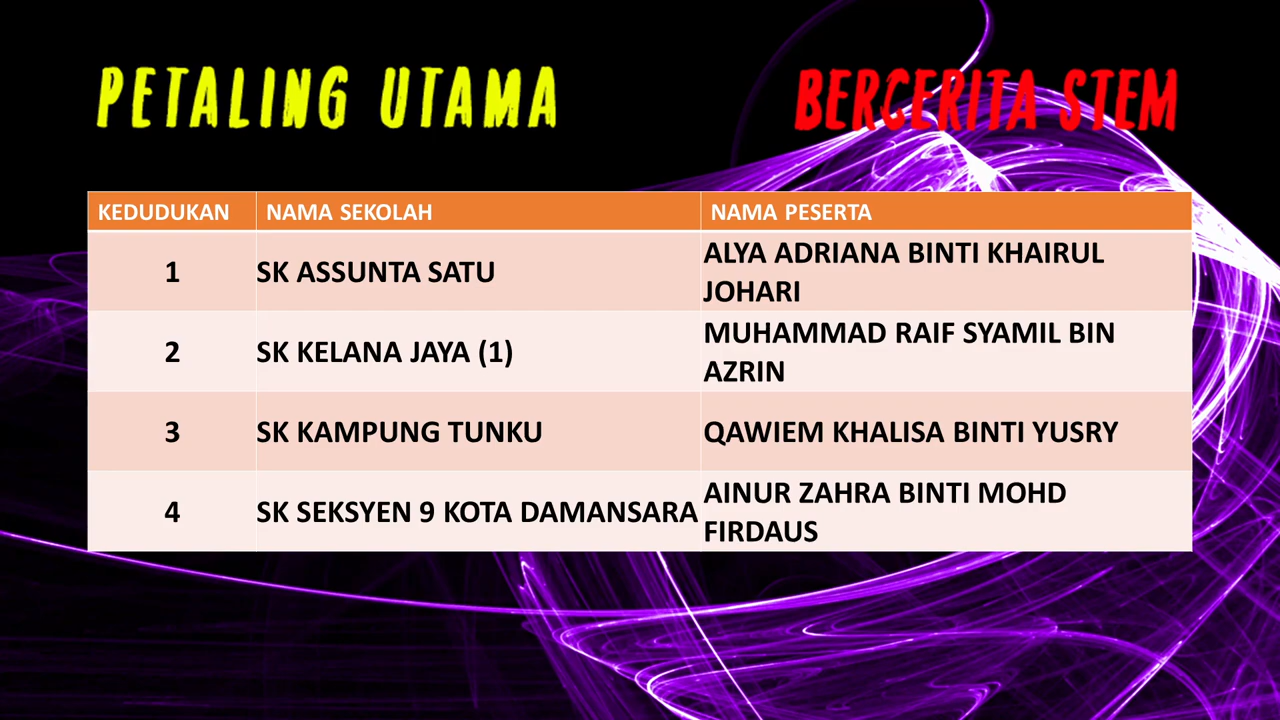 PETALING UTAMA
BERCERITA STEM
KEDUDUKAN NAMA SEKOLAH NAMA PESERTA
1 SK ASSUNTA SATU ALYA ADRIANA BINTI KHAIRUL
JOHARI
2 SK KELANA JAYA (1) MUHAMMAD RAIF SYAMIL BIN
AZRIN
3 SK KAMPUNG TUNKU QAWIEM KHALISA BINTI YUSRY
4 SK SEKSYEN 9 KOTA DAMANSARA AINUR ZAHRA BINTI MOHD
FIRDAUS